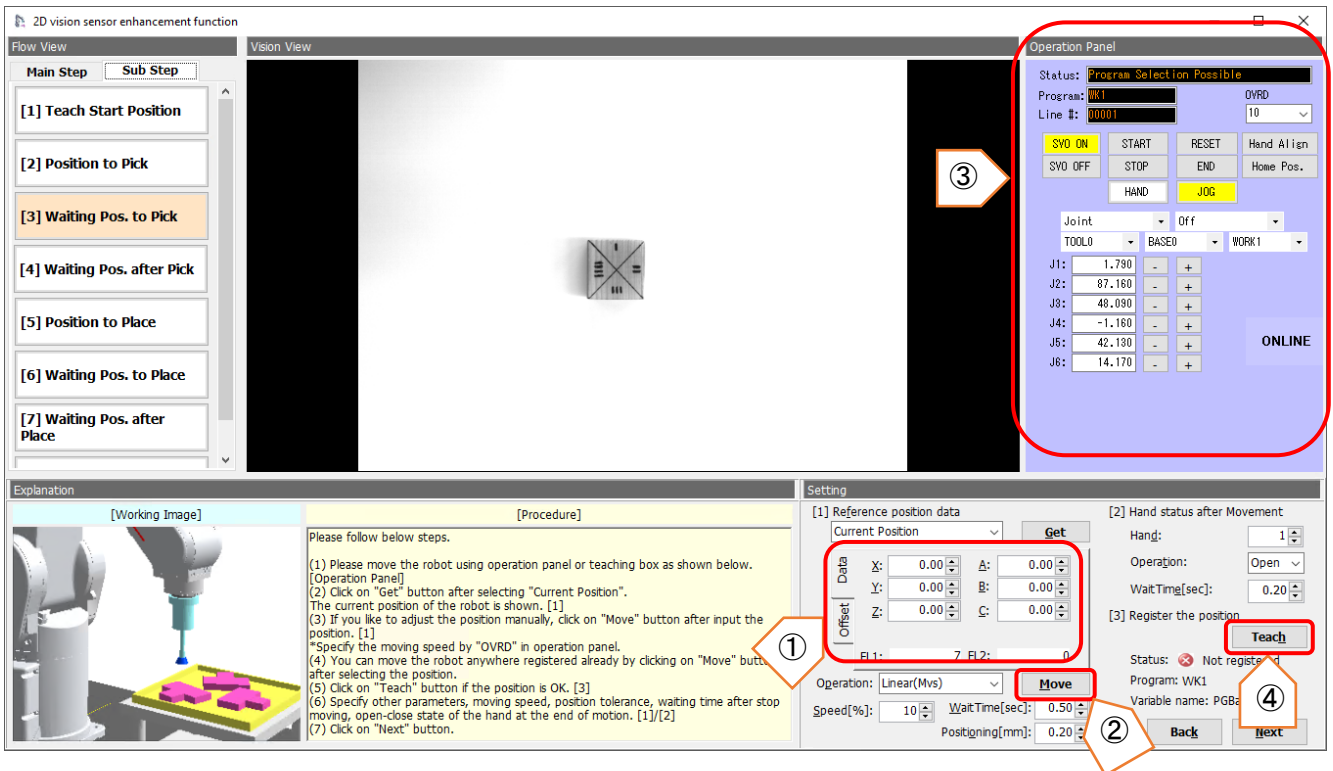 2D vision sensor enhancement function
Flow View
Main Step
Sub Step
[1] Teach Start Position
[2] Position to Pick
[3] Waiting Pos. to Pick
[4] Waiting Pos. after Pick
[5] Position to Place
[6] Waiting Pos. to Place
[7] Waiting Pos. after
Place
Vision View
③
Operation Panel
Status: Program Selection Possible
Program: WK1
OVRD
Line #: 00001
10
SVO ON START RESET Hand Align
SVO OFF STOP END Home Pos.
HAND JOG
Joint Off
TOOL0 BASE0 WORK1
J1: 1.790 - +
J2: 87.160 - +
J3: 48.090 - +
J4: -1.160 - +
J5: 42.130 - +
J6: 14.170 - +
ONLINE
Explanation
[Working Image]
[Procedure]
Please follow below steps.
(1) Please move the robot using operation panel or teaching box as shown below.
[Operation Panel]
(2) Click on "Get" button after selecting "Current Position".
The current position of the robot is shown. [1]
(3) If you like to adjust the position manually, click on "Move" button after input the
position. [1]
*Specify the moving speed by "OVRD" in operation panel.
(4) You can move the robot anywhere registered already by clicking on "Move" butt
after selecting the position.
(5) Click on "Teach" button if the position is OK. [3]
(6) Specify other parameters, moving speed, position tolerance, waiting time after stop
moving, open-close state of the hand at the end of motion. [1]/[2]
(7) Click on "Next" button.
Setting
[1] Reference position data
Current Position Get
Data
Offset
X: 0.00 A: 0.00
Y: 0.00 B: 0.00
Z: 0.00 C: 0.00
FL1: 7 FL2: 0
①
Operation: Linear(Mvs) Move
Speed[%]: 10 WaitTime[sec]: 0.50
Positioning[mm]: 0.20
②
[2] Hand status after Movement
Hand: 1
Operation: Open
WaitTime[sec]: 0.20
[3] Register the position
Teach
Status: Not registered
Program: WK1
Variable name: PGBa
④
Back Next